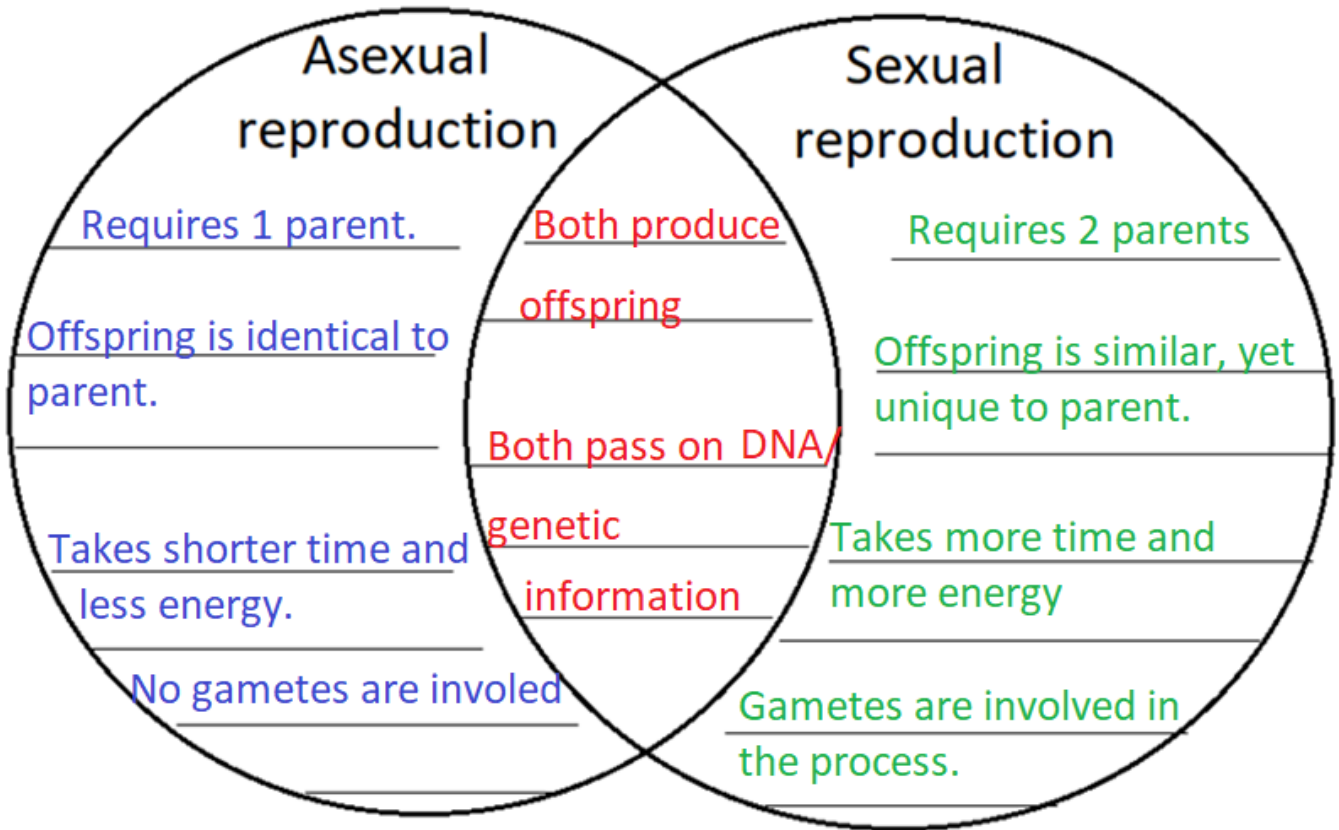 Asexual
reproduction
Requires 1 parent.
Offspring is identical to
parent.
Takes shorter time and
less energy.
No gametes are involed
Both produce
offspring
Both pass on DNA/
genetic
information
Sexual
reproduction
Requires 2 parents
Offspring is similar, yet
unique to parent.
Takes more time and
more energy
Gametes are involved in
the process.